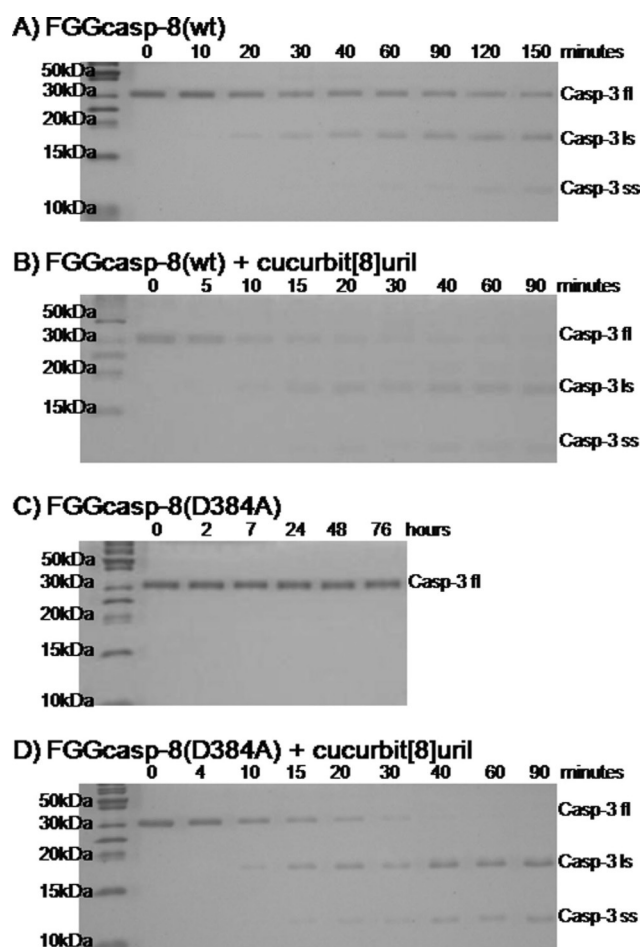 A) FGGcasp-8(wt)
0 10 20 30 40 60 90 120 150 minutes
50kDa
30kDa Casp-3 fl
20kDa
Casp-3 ls
15kDa
Casp-3 ss
10kDa
B) FGGcasp-8(wt) + cucurbit[8]uril
0 5 10 15 20 30 40 60 90 minutes
50kDa
30kDa Casp-3 fl
20kDa
Casp-3 ls
15kDa
Casp-3 ss
C) FGGcasp-8(D384A)
0 2 7 24 48 76 hours
50kDa
30kDa Casp-3 fl
20kDa
15kDa
10kDa
D) FGGcasp-8(D384A) + cucurbit[8]uril
0 4 10 15 20 30 40 60 90 minutes
50kDa Casp-3 fl
30kDa
20kDa Casp-3 ls
15kDa
Casp-3 ss
10kDa